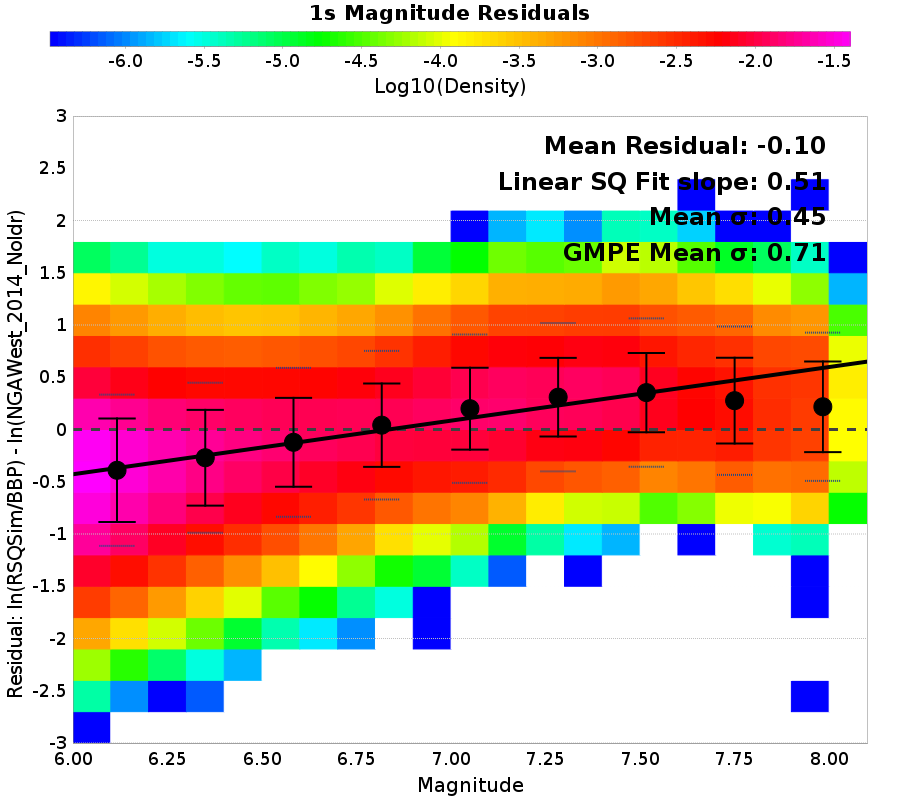 1s Magnitude Residuals
-6.0 -5.5 -5.0 -4.5 -4.0 -3.5 -3.0 -2.5 -2.0 -1.5
Log10(Density)
Mean Residual: -0.10
Linear SQ Fit slope: 0.51
Mean σ: 0.45
GMPE Mean σ: 0.71
Residual: ln(RSQSim/BBP) - ln(NGAWest_2014_NoIdr)
3
2.5
2
1.5
1
0.5
0
-0.5
-1
-1.5
-2
-2.5
-3
6.00 6.25 6.50 6.75 7.00 7.25 7.50 7.75 8.00
Magnitude